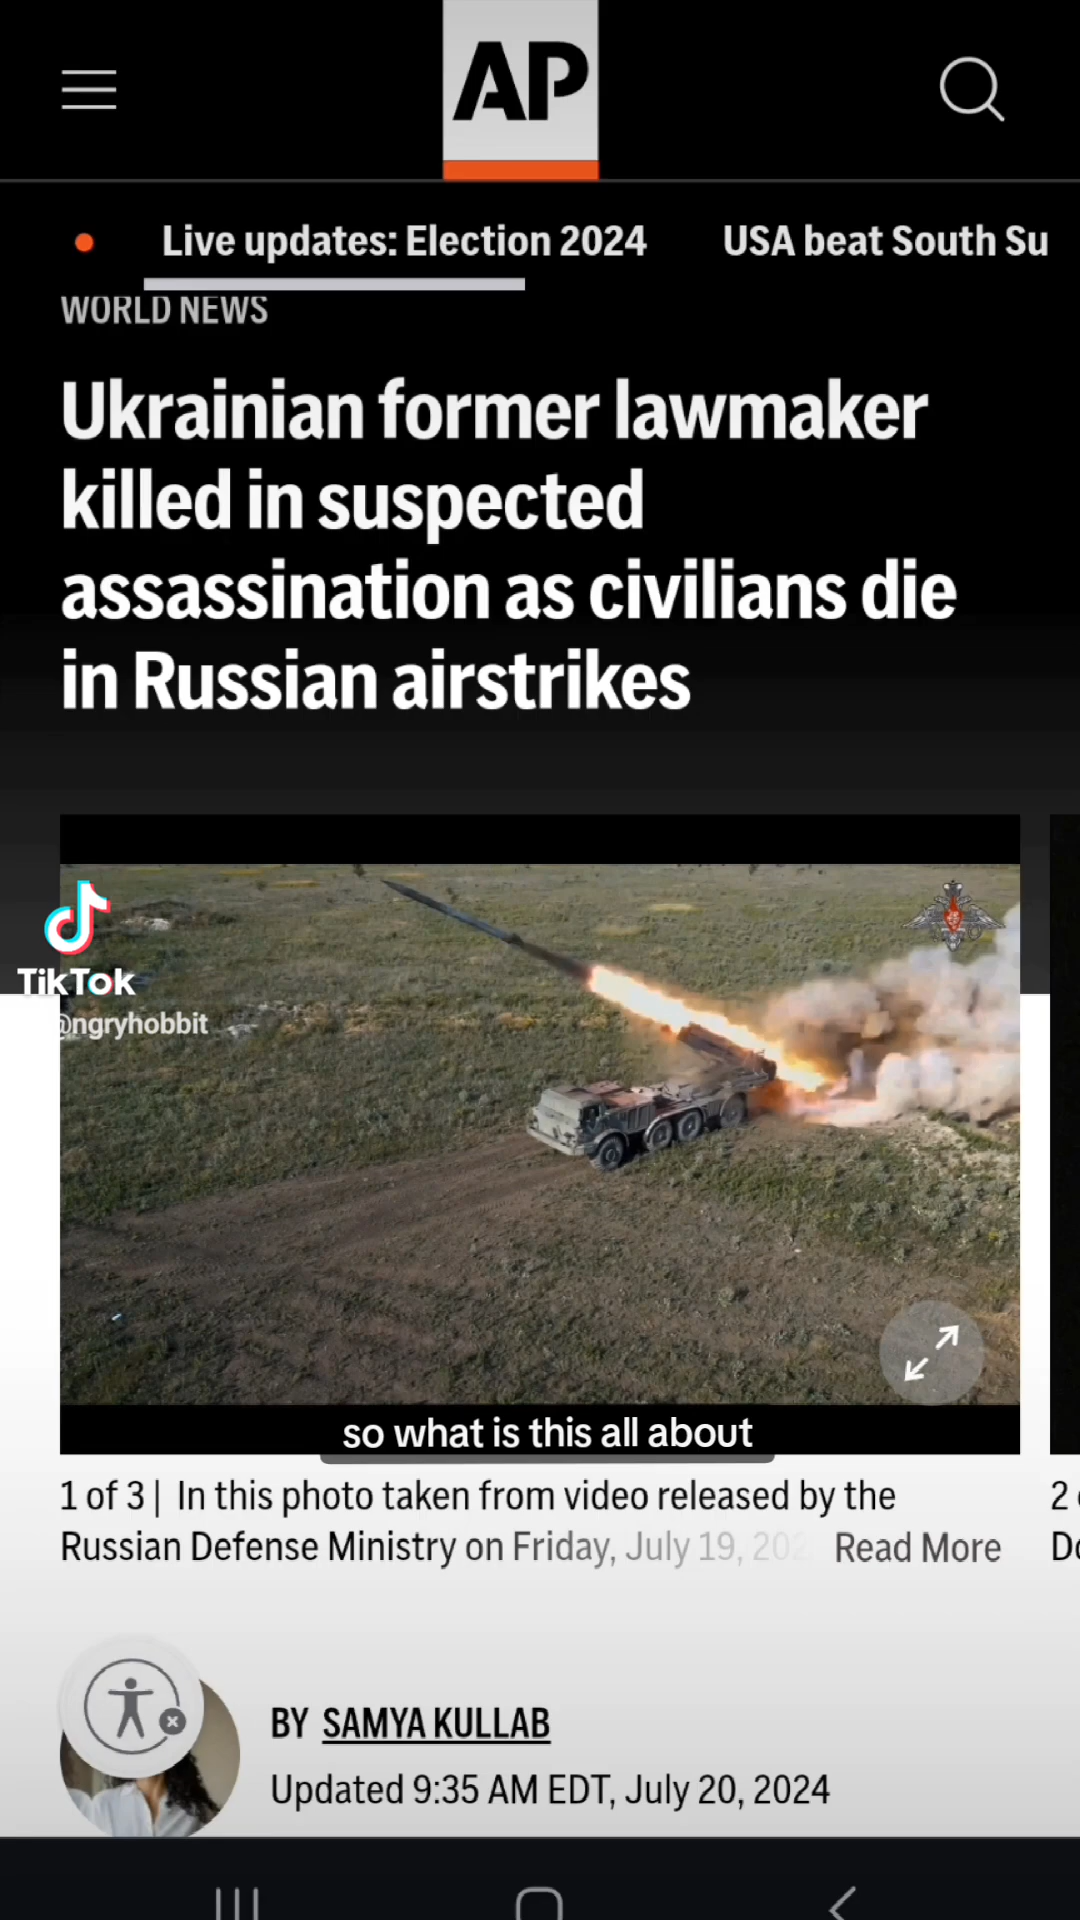 AP
Live updates: Election 2024 USA beat South Su
WORLD NEWS
Ukrainian former lawmaker
killed in suspected
assassination as civilians die
in Russian airstrikes
TikTok
@ngryhobbit
so what is this all about
1 of 3 | In this photo taken from video released by the
Russian Defense Ministry on Friday, July 19, 202 Read More
2
Do
BY SAMYA KULLAB
Updated 9:35 AM EDT, July 20, 2024